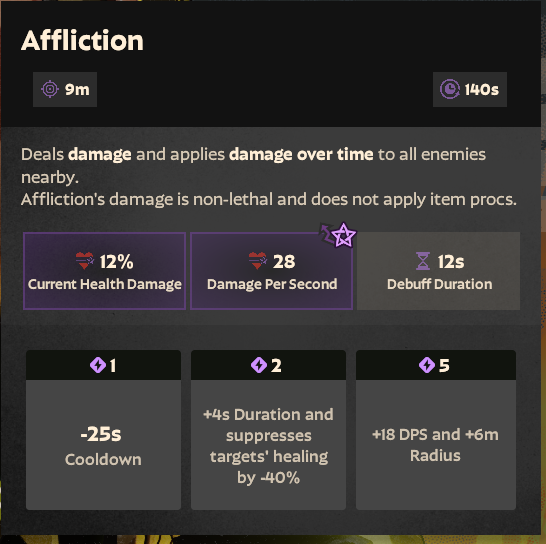 Affliction
9m
140s
Deals damage and applies damage over time to all enemies
nearby.
Affliction's damage is non-lethal and does not apply item procs.
12%
Current Health Damage
28
Damage Per Second
12s
Debuff Duration
1
-25s
Cooldown
2
+4s Duration and
suppresses
targets' healing
by -40%
5
+18 DPS and +6m
Radius